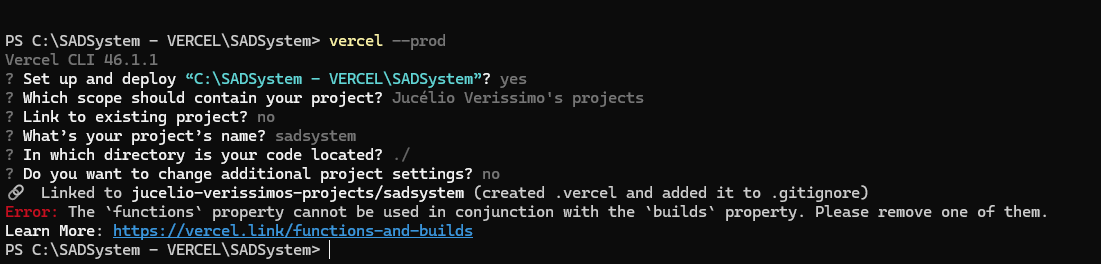 PS C:\SADSystem - VERCEL\SADSystem> vercel --prod
Vercel CLI 46.1.1
? Set up and deploy “C:\SADSystem - VERCEL\SADSystem”? yes
? Which scope should contain your project? Jucélio Verissimo's projects
? Link to existing project? no
? What’s your project’s name? sadsystem
? In which directory is your code located? ./
? Do you want to change additional project settings? no
🔗  Linked to jucelio-verissimos-projects/sadsystem (created .vercel and added it to .gitignore)
Error: The `functions` property cannot be used in conjunction with the `builds` property. Please remove one of them.
Learn More: https://vercel.link/functions-and-builds
PS C:\SADSystem - VERCEL\SADSystem>